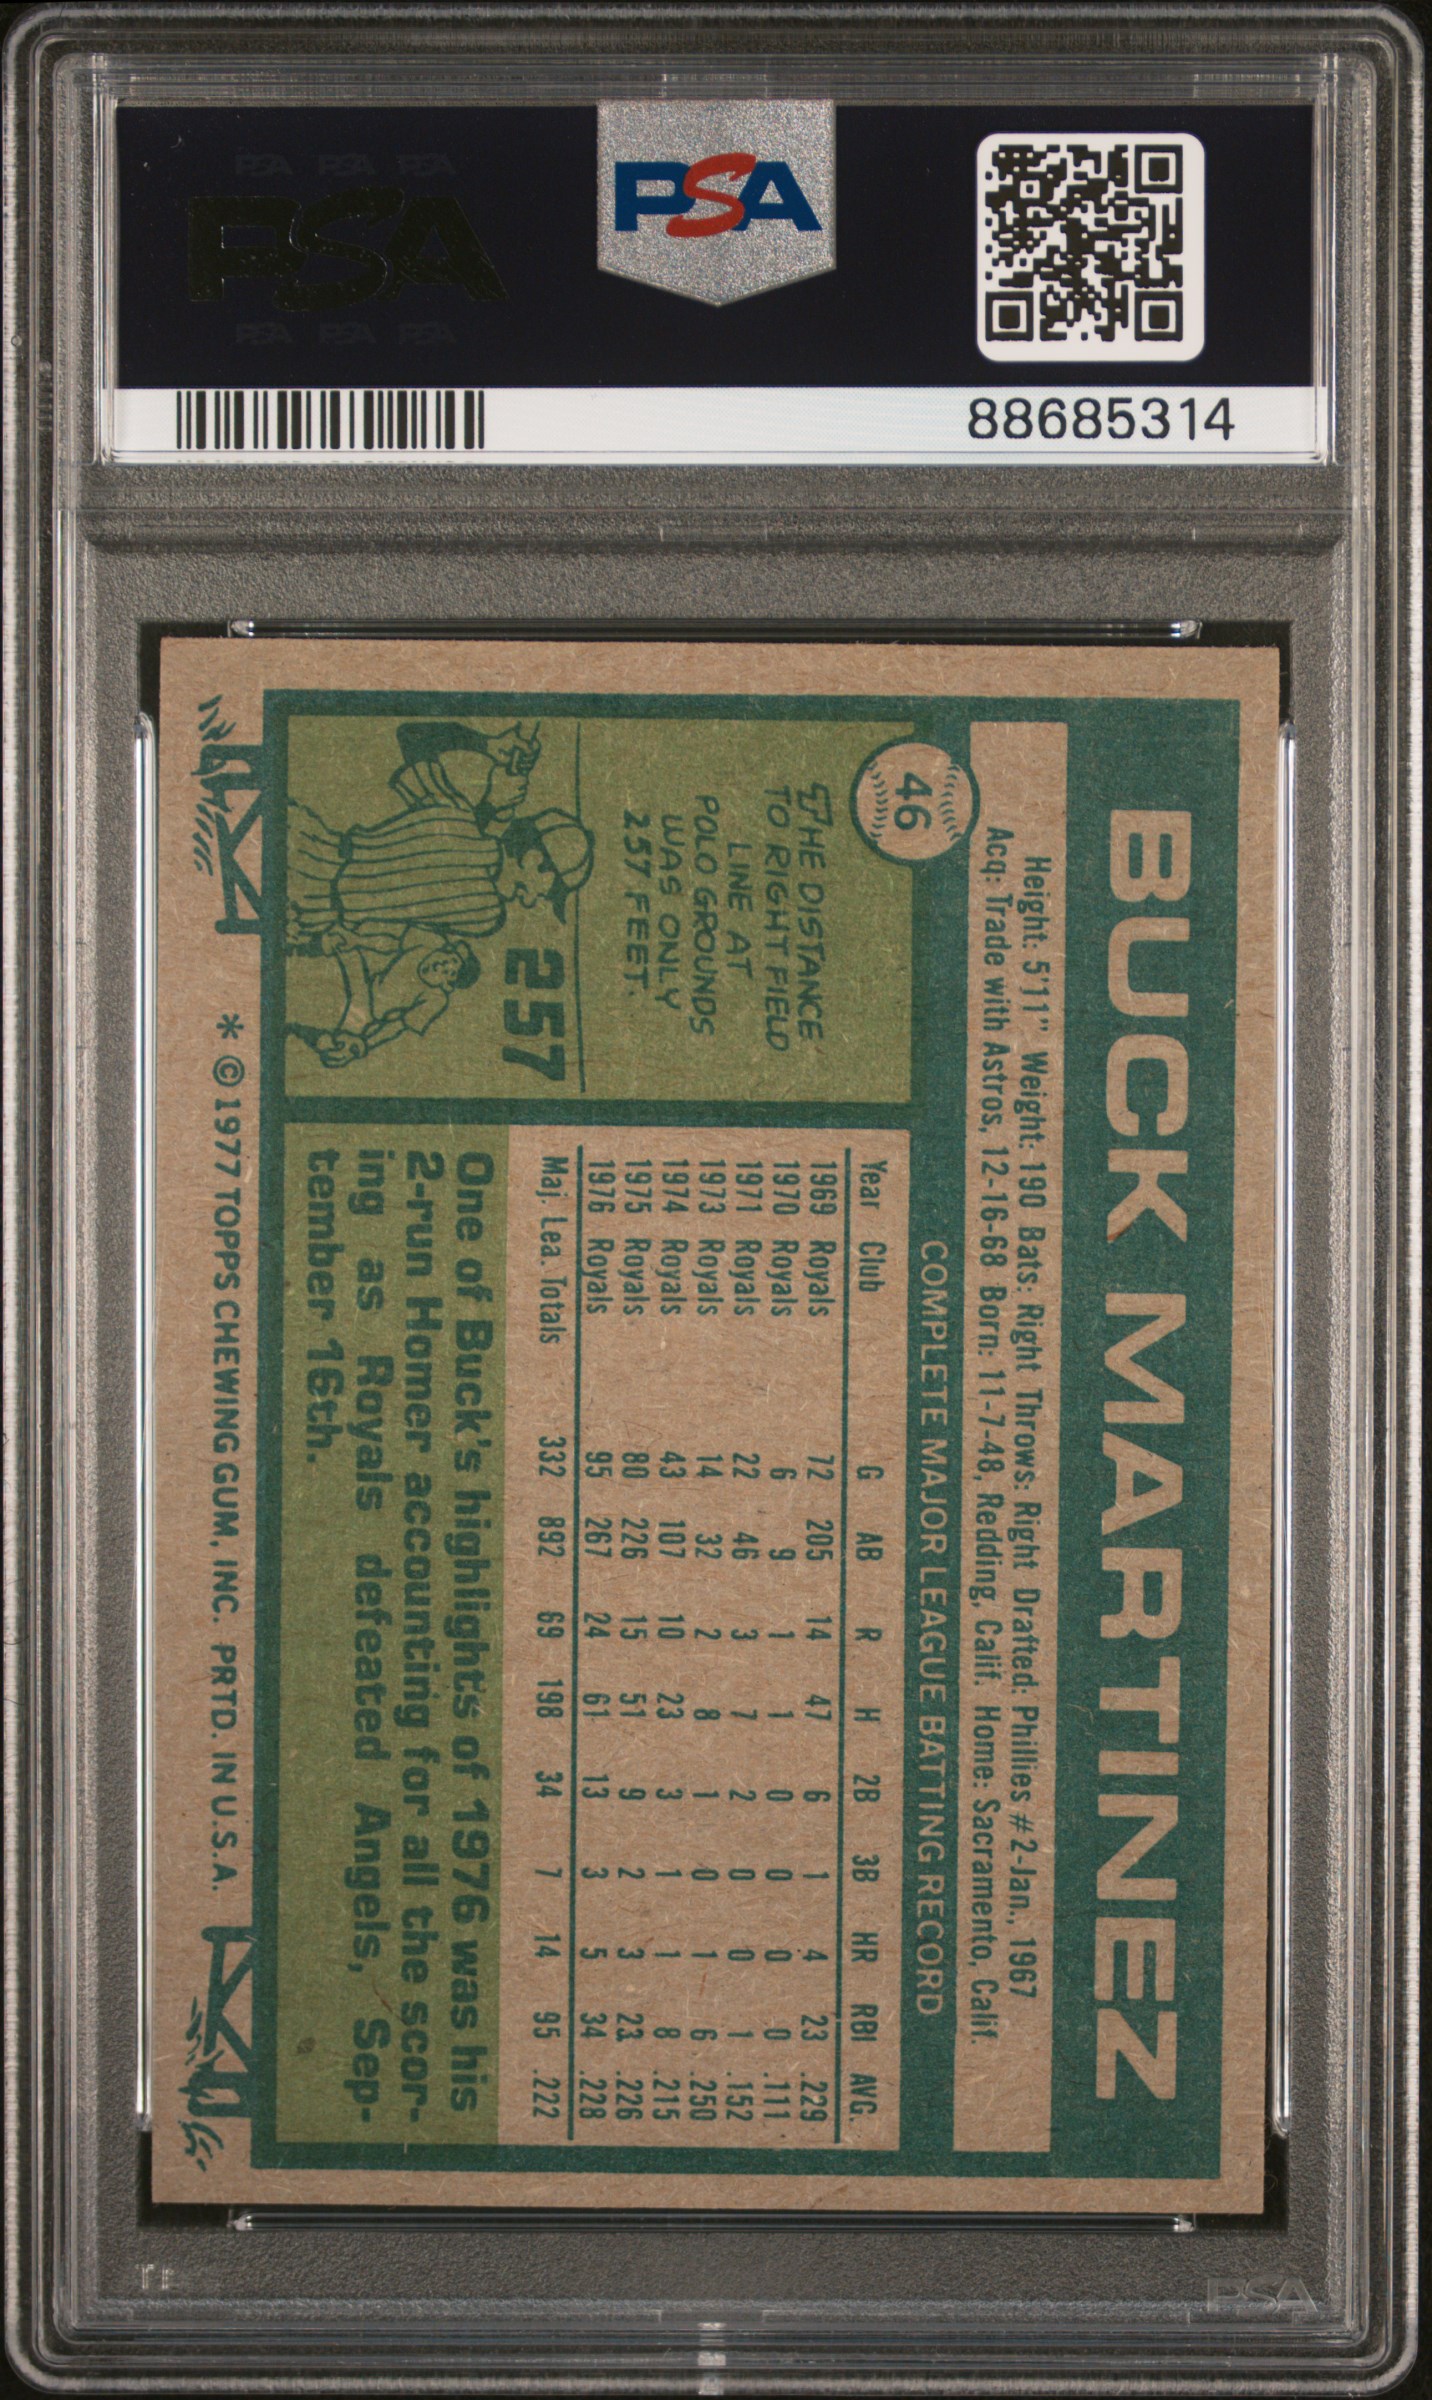 PSA PSA PSA
PSA
PSA PSA PSA
PSA
88685314
BUCK MARTINEZ
Height: 5'11" Weight: 190 Bats: Right Throws: Right Drafted: Phillies #2-Jan., 1967
Acq: Trade with Astros, 12-16-68 Born: 11-7-48, Redding, Calif. Home: Sacramento, Calif.
46
THE DISTANCE
TO RIGHT FIELD
LINE AT
POLO GROUNDS
WAS ONLY
257 FEET.
257
COMPLETE MAJOR LEAGUE BATTING RECORD
Year Club G AB R H 2B 3B HR RBI AVG.
1969 Royals 72 205 14 47 6 1 4 23 .229
1970 Royals 6 9 1 1 0 0 0 0 .111
1971 Royals 22 46 3 7 2 0 0 1 .152
1973 Royals 14 32 2 8 1 0 1 6 .250
1974 Royals 43 107 10 23 3 1 1 8 .215
1975 Royals 80 226 15 51 9 2 3 23 .226
1976 Royals 95 267 24 61 13 3 5 34 .228
Maj. Lea. Totals 332 892 69 198 34 7 14 95 .222
One of Buck's highlights of 1976 was his
2-run Homer accounting for all the scor-
ing as Royals defeated Angels, Sep-
tember 16th.
* © 1977 TOPPS CHEWING GUM, INC. PRTD. IN U.S.A.
PSA